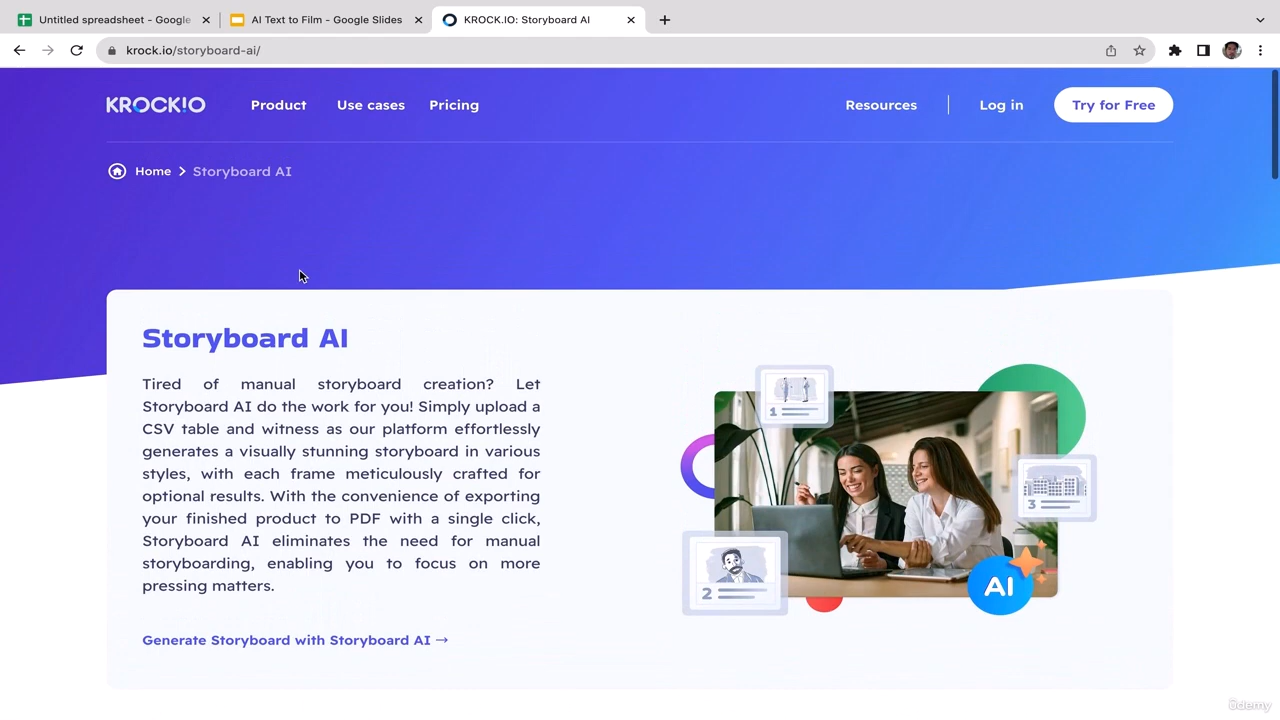 Untitled spreadsheet - Google
AI Text to Film - Google Slides
KROCK.IO: Storyboard AI
krock.io/storyboard-ai/
KROCK!O
Product
Use cases
Pricing
Resources
Log in
Try for Free
Home
Storyboard AI
Storyboard AI
Tired of manual storyboard creation? Let
Storyboard AI do the work for you! Simply upload a
CSV table and witness as our platform effortlessly
generates a visually stunning storyboard in various
styles, with each frame meticulously crafted for
optional results. With the convenience of exporting
your finished product to PDF with a single click,
Storyboard AI eliminates the need for manual
storyboarding, enabling you to focus on more
pressing matters.
Generate Storyboard with Storyboard AI →
1
2
3
AI
ûdemy